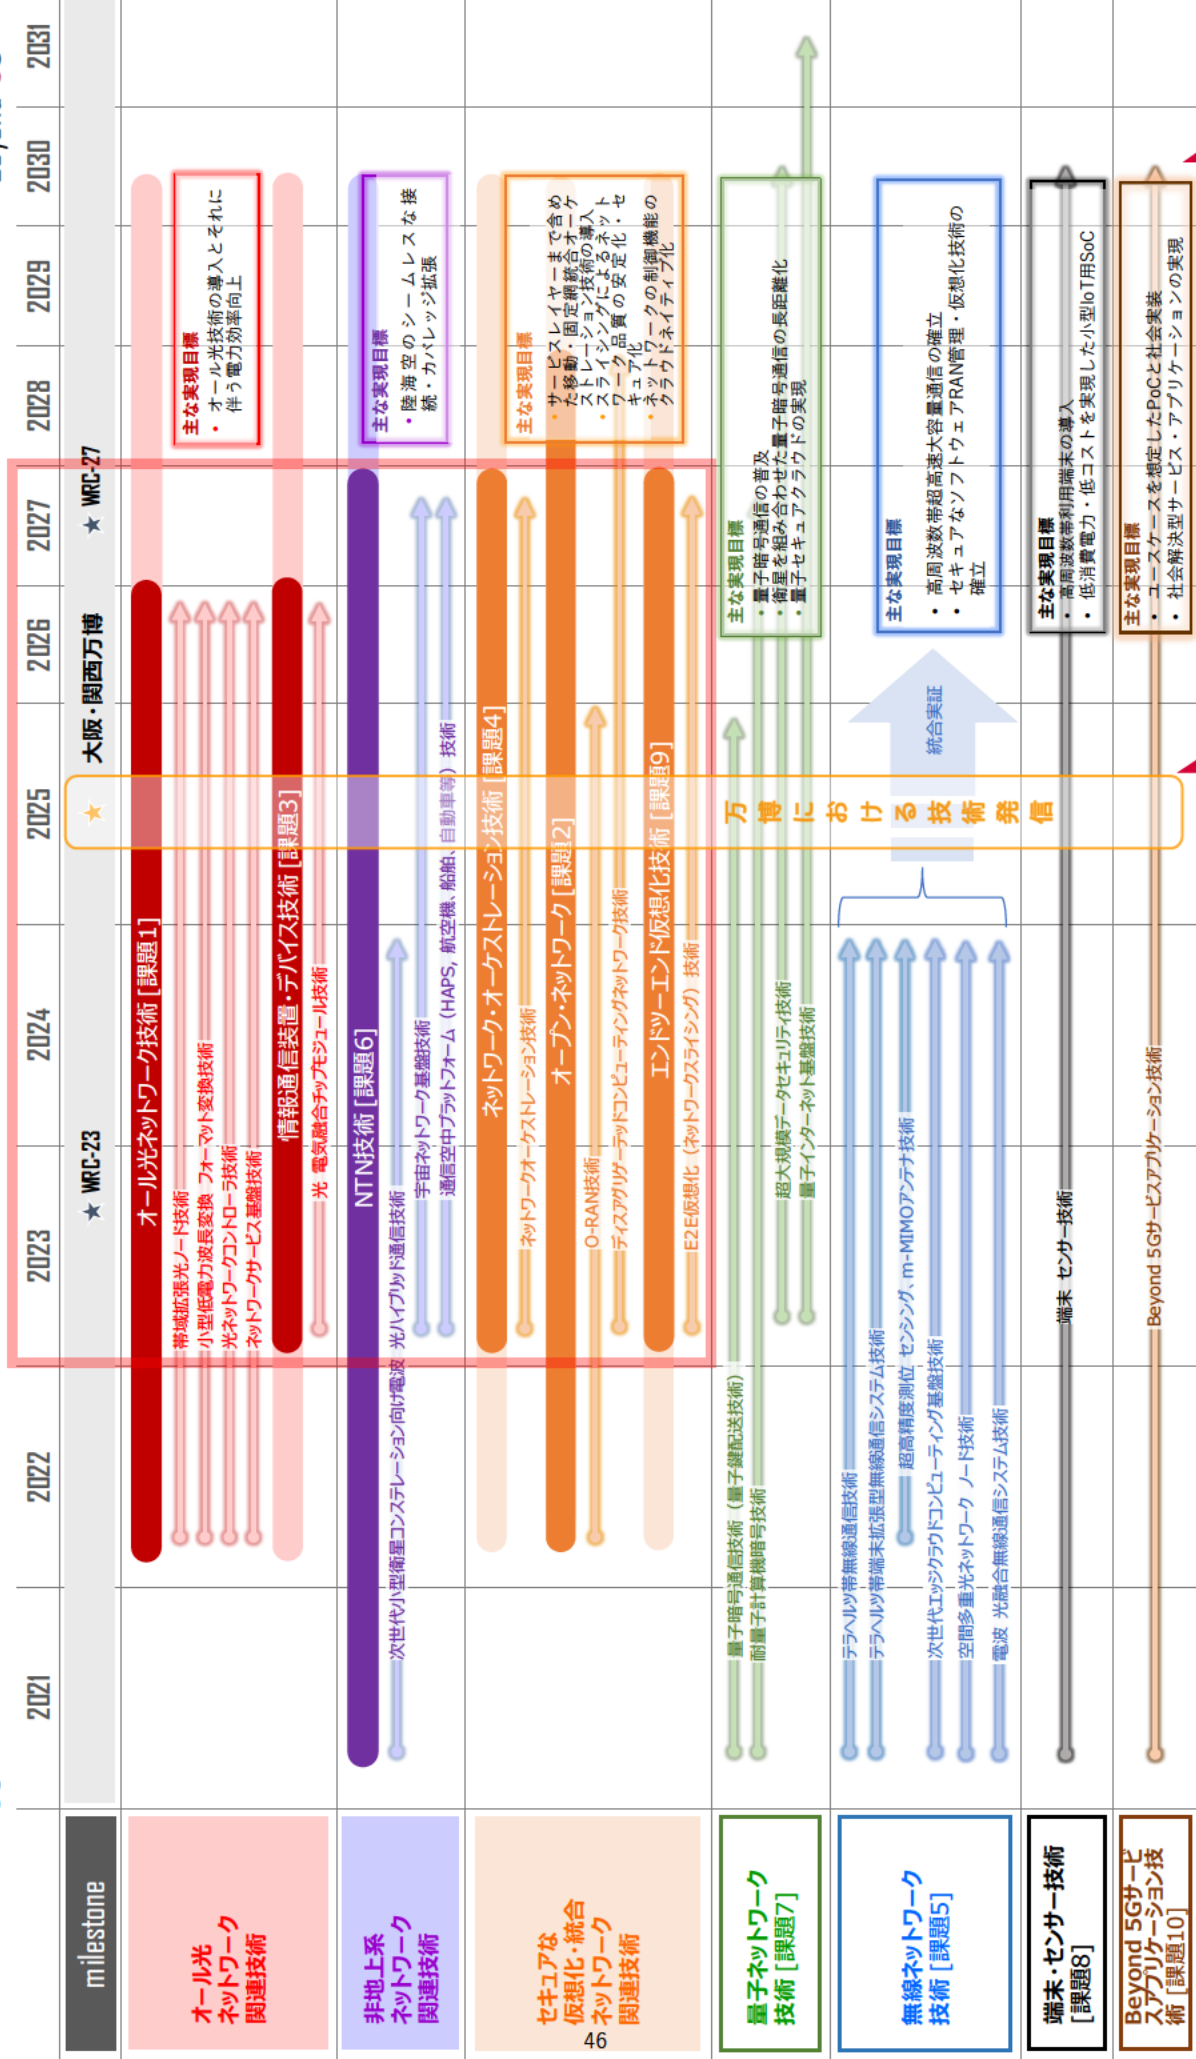 2021
2022
2023
2024
2025
2026
2027
2028
2029
2030
2031
milestone
★ WRC-23
★ 大阪・関西万博
★ WRC-27
オール光
ネットワーク
関連技術
オール光ネットワーク技術 [課題1]
帯域拡張光ノード技術
小型低電力波長変換 フォーマット変換技術
光ネットワークコントローラ技術
ネットワークサービス基盤技術
情報通信装置・デバイス技術 [課題3]
光 電気融合チップモジュール技術
主な実現目標
・オール光技術の導入とそれに
伴う電力効率向上
非地上系
ネットワーク
関連技術
NTN技術 [課題6]
次世代小型衛星コンステレーション向け電波 光ハイブリッド通信技術
宇宙ネットワーク基盤技術
通信空中プラットフォーム（HAPS, 航空機、船舶、自動車等）技術
主な実現目標
・陸海空のシームレスな接
続・カバレッジ拡張
セキュアな
仮想化・統合
ネットワーク
関連技術
ネットワーク・オーケストレーション技術 [課題4]
ネットワークオーケストレーション技術
オープン・ネットワーク [課題2]
O-RAN技術
ディスアグリゲーテッドコンピューティングネットワーク技術
エンドツーエンド仮想化技術 [課題9]
E2E仮想化（ネットワークスライシング）技術
主な実現目標
・サービスレイヤーまで含め
た移動・固定網統合オーケ
ストレーション技術の導入
・スライシングによるネット
ワーク品質の安定化・セ
キュア化
・ネットワークの制御機能の
クラウドネイティブ化
量子ネットワーク
技術 [課題7]
量子暗号通信技術（量子鍵配送技術）
耐量子計算機暗号技術
超大規模データセキュリティ技術
量子インターネット基盤技術
主な実現目標
・量子暗号通信の普及
・衛星を組み合わせた量子暗号通信の長距離化
・量子セキュアクラウドの実現
無線ネットワーク
技術 [課題5]
テラヘルツ帯無線通信技術
テラヘルツ帯端末拡張型無線通信システム技術
超高精度測位 センシング、m-MIMOアンテナ技術
次世代エッジクラウドコンピューティング基盤技術
空間多重光ネットワーク ノード技術
電波 光融合無線通信システム技術
万博における技術発信
統合実証
主な実現目標
・高周波数帯超高速大容量通信の確立
・セキュアなソフトウェアRAN管理・仮想化技術の
確立
端末・センサー技術
[課題8]
端末 センサー技術
主な実現目標
・高周波数帯利用端末の導入
・低消費電力・低コストを実現した小型IoT用SoC
Beyond 5Gサービ
スアプリケーション技
術 [課題10]
Beyond 5Gサービスアプリケーション技術
主な実現目標
・ユースケースを想定したPoCと社会実装
・社会解決型サービス・アプリケーションの実現
46